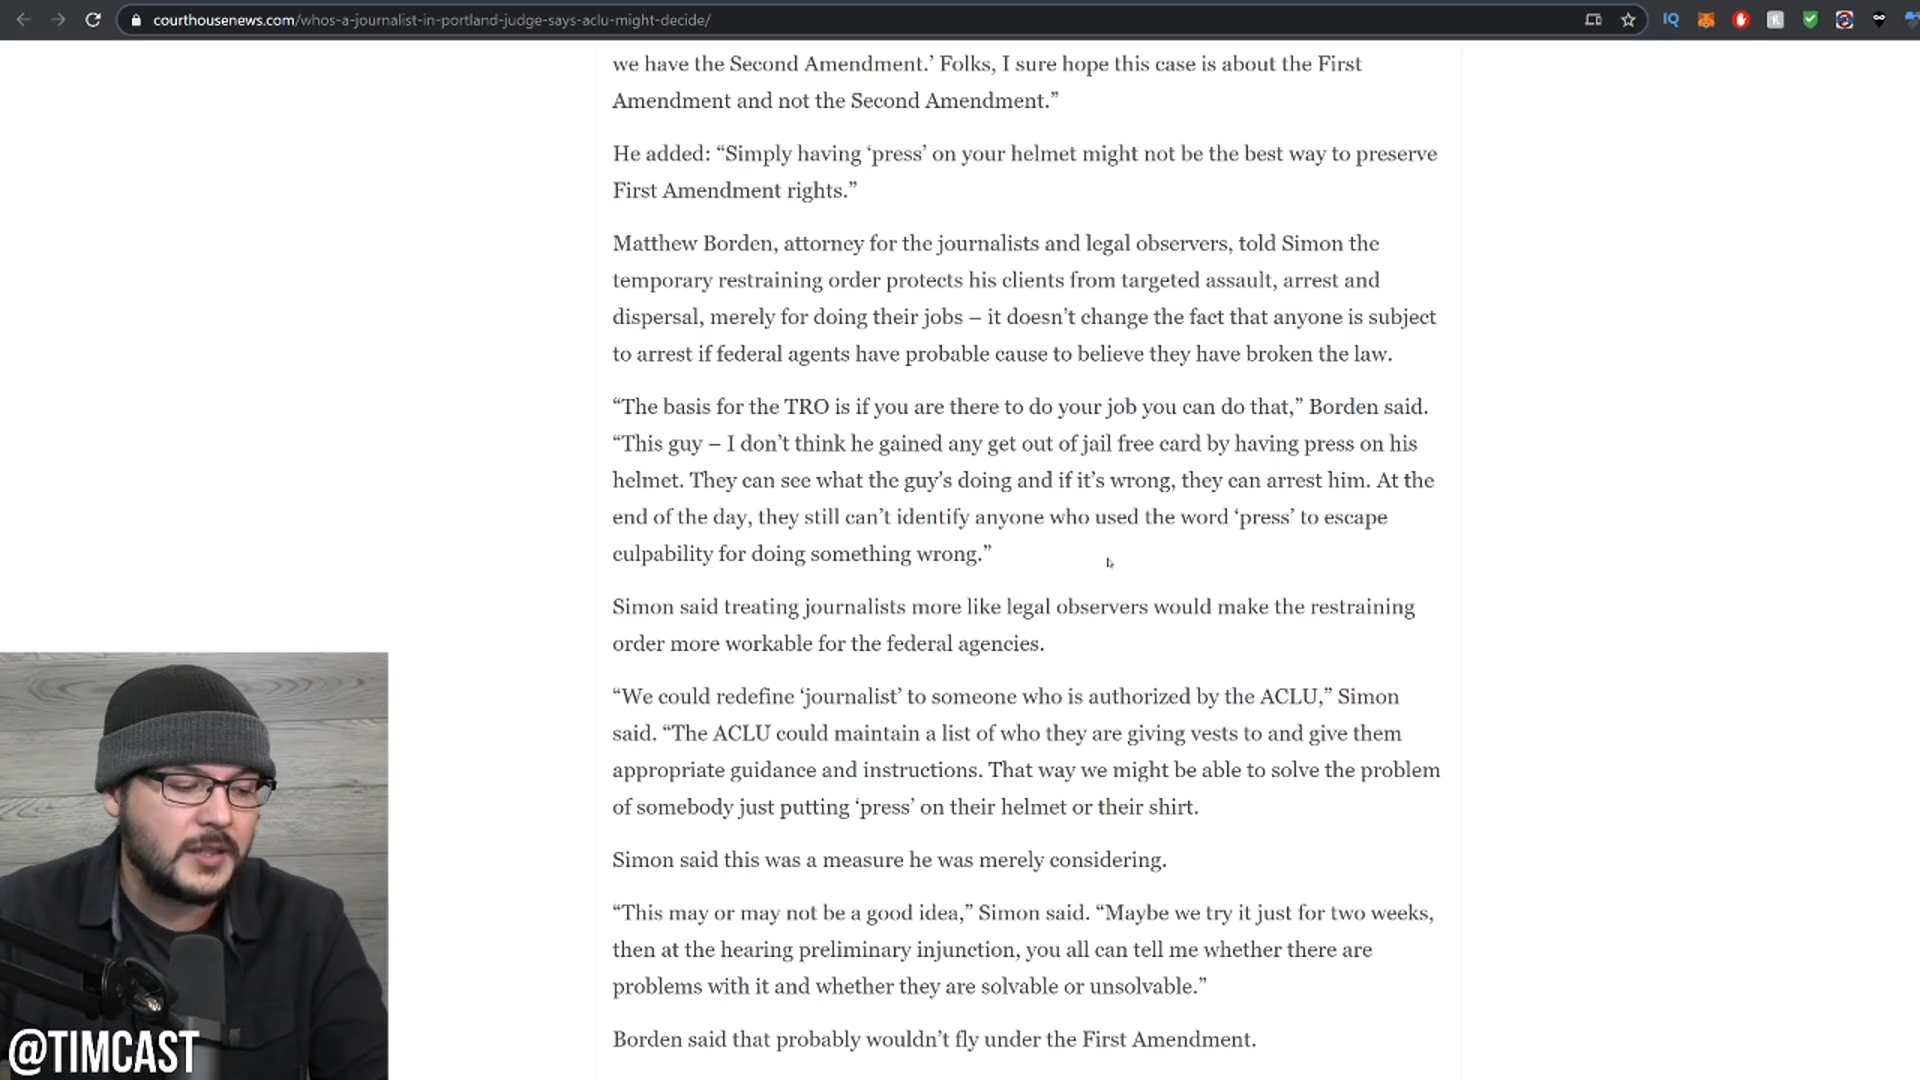 courthousenews.com/whos-a-journalist-in-portland-judge-says-aclu-might-decide/
IQ
we have the Second Amendment.’ Folks, I sure hope this case is about the First
Amendment and not the Second Amendment.”
He added: “Simply having ‘press’ on your helmet might not be the best way to preserve
First Amendment rights.”
Matthew Borden, attorney for the journalists and legal observers, told Simon the
temporary restraining order protects his clients from targeted assault, arrest and
dispersal, merely for doing their jobs – it doesn’t change the fact that anyone is subject
to arrest if federal agents have probable cause to believe they have broken the law.
“The basis for the TRO is if you are there to do your job you can do that,” Borden said.
“This guy – I don’t think he gained any get out of jail free card by having press on his
helmet. They can see what the guy’s doing and if it’s wrong, they can arrest him. At the
end of the day, they still can’t identify anyone who used the word ‘press’ to escape
culpability for doing something wrong.”
Simon said treating journalists more like legal observers would make the restraining
order more workable for the federal agencies.
“We could redefine ‘journalist’ to someone who is authorized by the ACLU,” Simon
said. “The ACLU could maintain a list of who they are giving vests to and give them
appropriate guidance and instructions. That way we might be able to solve the problem
of somebody just putting ‘press’ on their helmet or their shirt.
Simon said this was a measure he was merely considering.
“This may or may not be a good idea,” Simon said. “Maybe we try it just for two weeks,
then at the hearing preliminary injunction, you all can tell me whether there are
problems with it and whether they are solvable or unsolvable.”
Borden said that probably wouldn’t fly under the First Amendment.
@TIMCAST